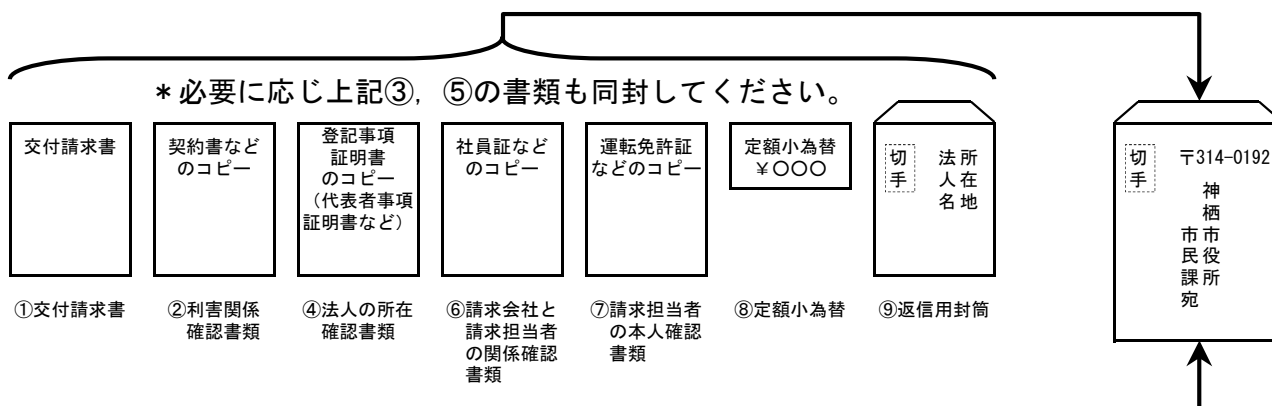 *必要に応じ上記③，⑤の書類も同封してください。
交付請求書
契約書など
のコピー
登記事項
証明書
のコピー
（代表者事項
証明書など）
社員証など
のコピー
運転免許証
などのコピー
定額小為替
￥〇〇〇
切手
所在地
法人名
切手
〒314-0192
神栖市役所
市民課宛
①交付請求書
②利害関係
確認書類
④法人の所在
確認書類
⑥請求会社と
請求担当者
の関係確認
書類
⑦請求担当者
の本人確認
書類
⑧定額小為替
⑨返信用封筒